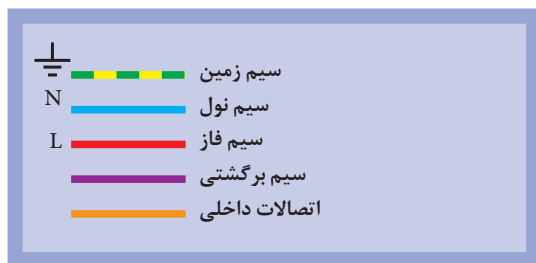 سیم زمین
N سیم نول
L سیم فاز
سیم برگشتی
اتصالات داخلی